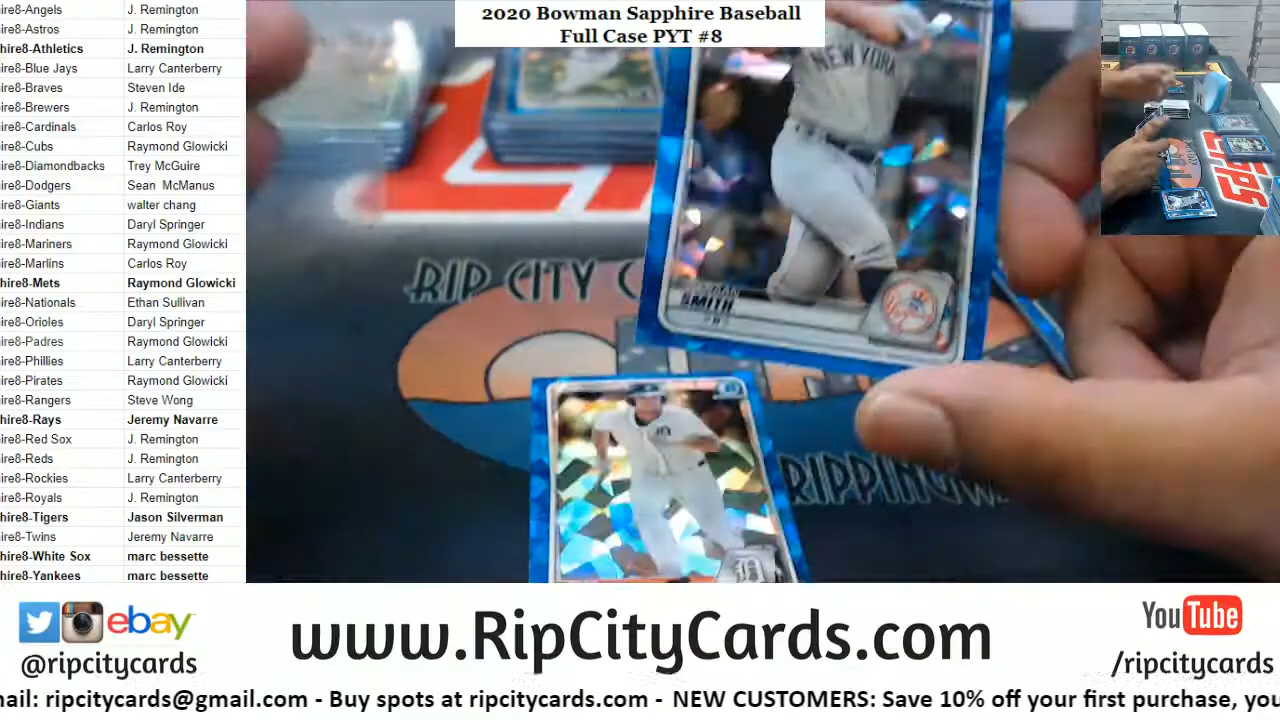 2020 Bowman Sapphire Baseball
Full Case PYT #8
ire8-Angels J. Remington
ire8-Astros J. Remington
hire8-Athletics J. Remington
ire8-Blue Jays Larry Canterberry
ire8-Braves Steven Ide
ire8-Brewers J. Remington
ire8-Cardinals Carlos Roy
ire8-Cubs Raymond Glowicki
ire8-Diamondbacks Trey McGuire
ire8-Dodgers Sean McManus
ire8-Giants walter chang
ire8-Indians Daryl Springer
ire8-Mariners Raymond Glowicki
ire8-Marlins Carlos Roy
hire8-Mets Raymond Glowicki
ire8-Nationals Ethan Sullivan
ire8-Orioles Daryl Springer
ire8-Padres Raymond Glowicki
ire8-Phillies Larry Canterberry
ire8-Pirates Raymond Glowicki
ire8-Rangers Steve Wong
hire8-Rays Jeremy Navarre
ire8-Red Sox J. Remington
ire8-Reds J. Remington
ire8-Rockies Larry Canterberry
ire8-Royals J. Remington
hire8-Tigers Jason Silverman
ire8-Twins Jeremy Navarre
hire8-White Sox marc bessette
hire8-Yankees marc bessette
NEW YORK
SMITH
RIP CITY C
RIPPING
Topps
ebay
@ripcitycards
www.RipCityCards.com
YouTube
/ripcitycards
nail: ripcitycards@gmail.com - Buy spots at ripcitycards.com - NEW CUSTOMERS: Save 10% off your first purchase, you